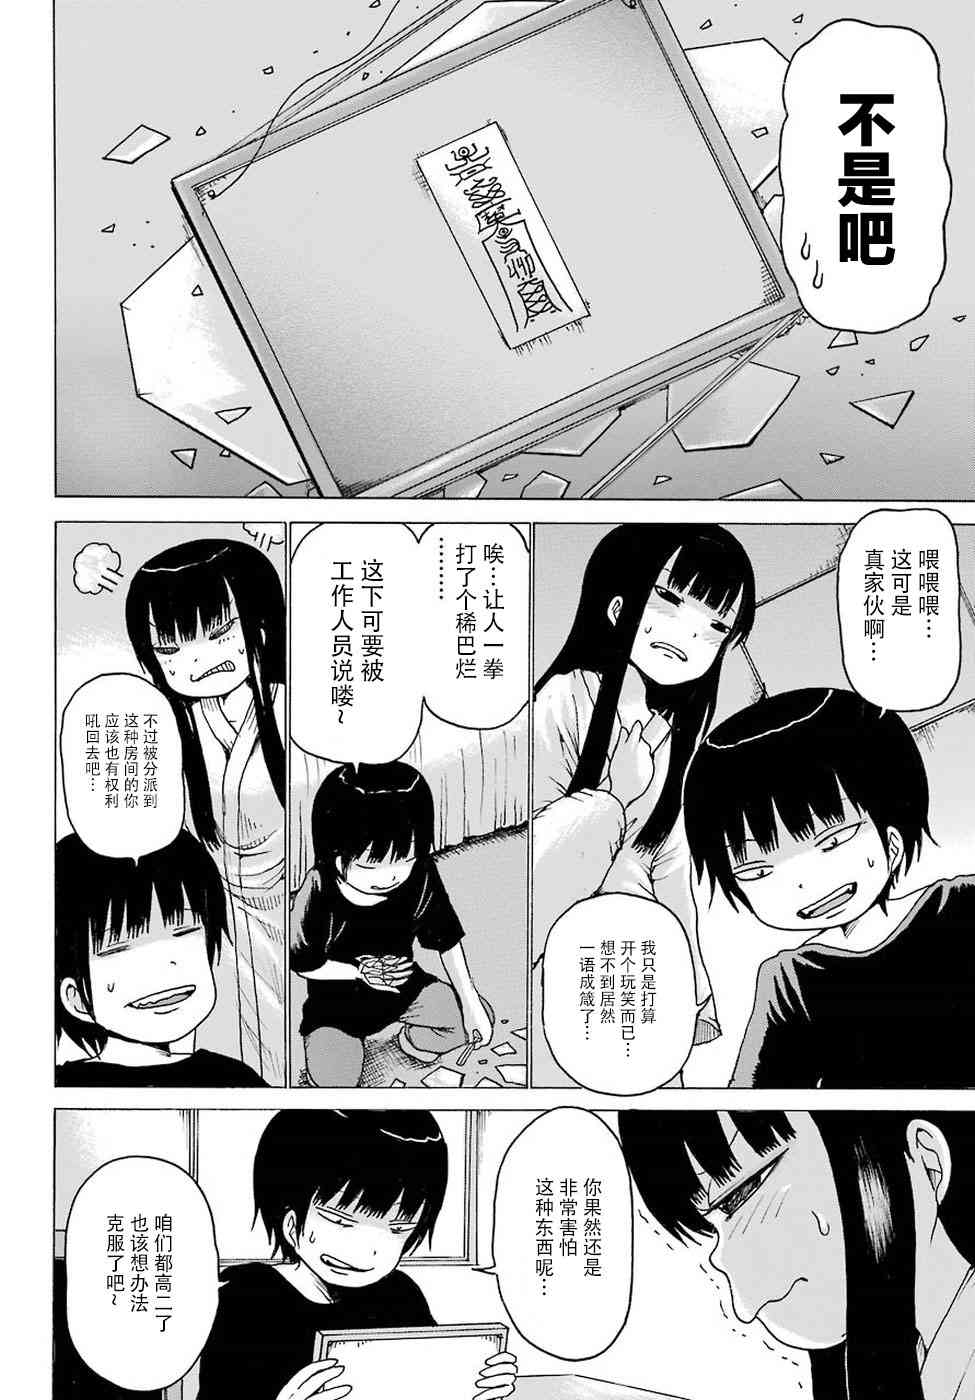 不是吧
喂喂喂…
这可是
真家伙啊…
我只是打算
开个玩笑而已…
想不到居然
一语成箴了…
唉…让人一拳
打了个稀巴烂
…………
这下可要被
工作人员说喽~
不过被分派到
这种房间的你
应该也有权利
吼回去吧…
你果然还是
非常害怕
这种东西呢…
咱们都高二了
也该想办法
克服了吧~